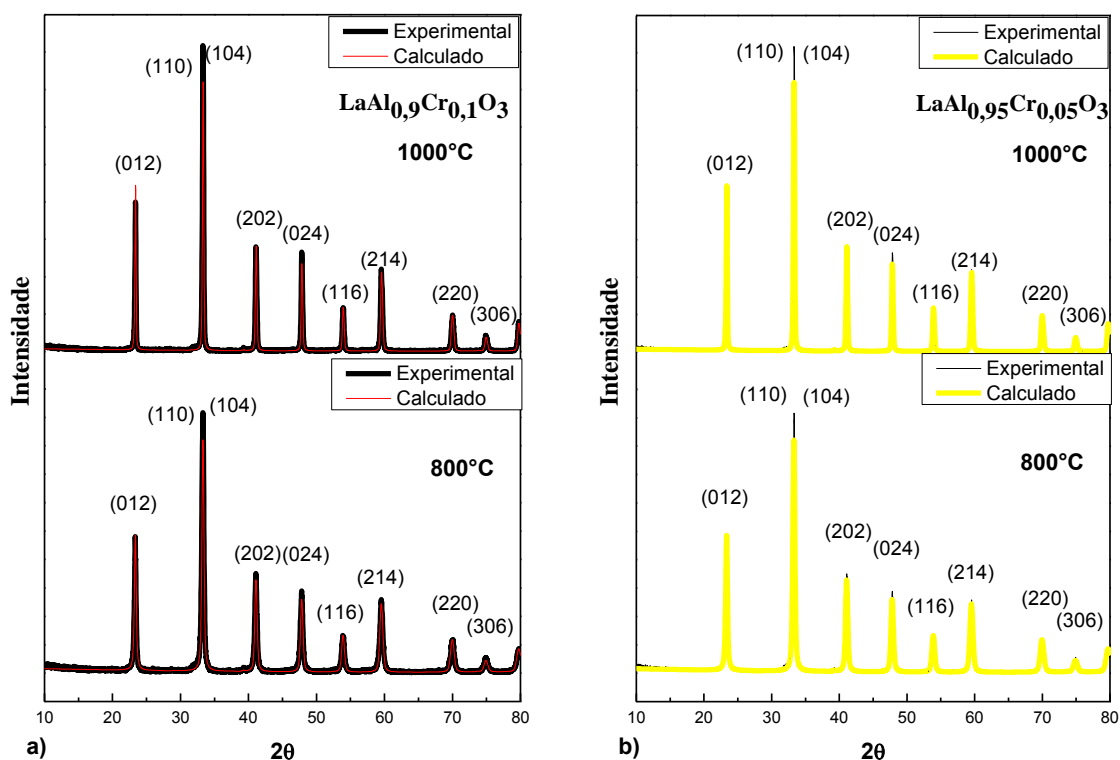 Experimental
Calculado
(110)
(104)
LaAl0,9Cr0,1O3
1000°C
(012)
(202)
(024)
(214)
(116)
(220)
(306)
Intensidade
Experimental
Calculado
(110)
(104)
800°C
(012)
(202)
(024)
(214)
(116)
(220)
(306)
10 20 30 40 50 60 70 80
a)
2θ
Experimental
Calculado
(110)
(104)
LaAl0,95Cr0,05O3
1000°C
(012)
(202)
(024)
(214)
(116)
(220)
(306)
Intensidade
Experimental
Calculado
(110)
(104)
800°C
(012)
(202)
(024)
(214)
(116)
(220)
(306)
10 20 30 40 50 60 70 80
b)
2θ